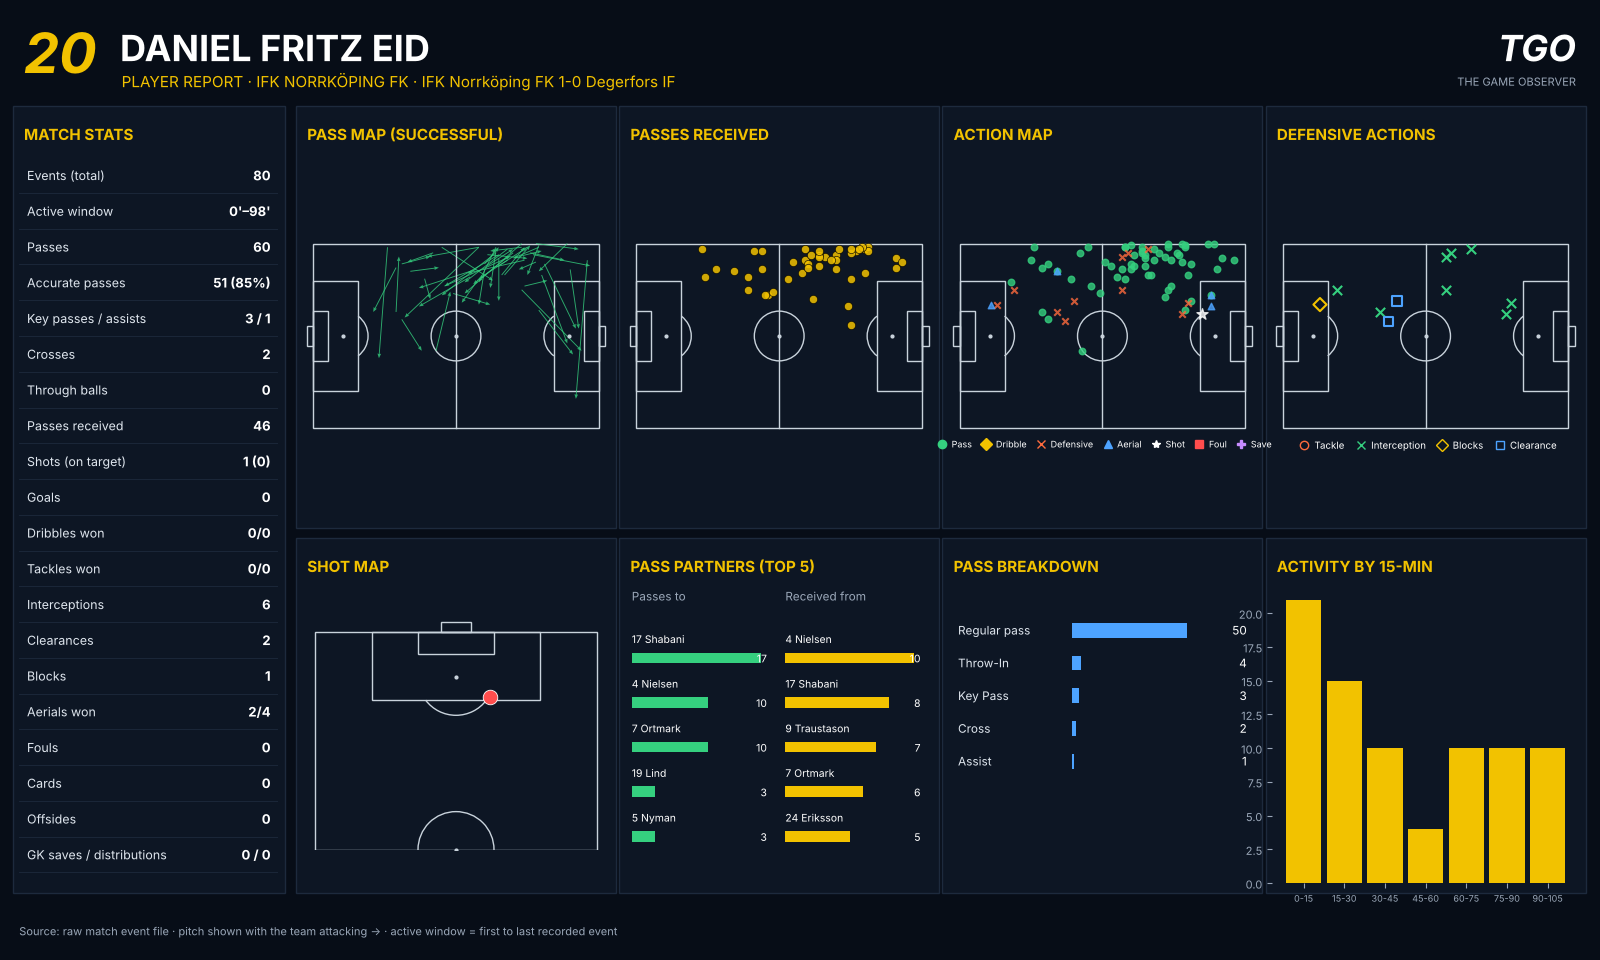 20
DANIEL FRITZ EID
PLAYER REPORT · IFK NORRKÖPING FK · IFK Norrköping FK 1-0 Degerfors IF
TGO
THE GAME OBSERVER
MATCH STATS
Events (total) 80
Active window 0'–98'
Passes 60
Accurate passes 51 (85%)
Key passes / assists 3 / 1
Crosses 2
Through balls 0
Passes received 46
Shots (on target) 1 (0)
Goals 0
Dribbles won 0/0
Tackles won 0/0
Interceptions 6
Clearances 2
Blocks 1
Aerials won 2/4
Fouls 0
Cards 0
Offsides 0
GK saves / distributions 0 / 0
PASS MAP (SUCCESSFUL)
PASSES RECEIVED
ACTION MAP
Pass Dribble Defensive Aerial Shot Foul Save
DEFENSIVE ACTIONS
Tackle Interception Blocks Clearance
SHOT MAP
PASS PARTNERS (TOP 5)
Passes to
17 Shabani
17
4 Nielsen
10
7 Ortmark
10
19 Lind
3
5 Nyman
3
Received from
4 Nielsen
0
17 Shabani
8
9 Traustason
7
7 Ortmark
6
24 Eriksson
5
PASS BREAKDOWN
Regular pass 50
Throw-In 4
Key Pass 3
Cross 2
Assist 1
ACTIVITY BY 15-MIN
20.0
17.5
15.0
12.5
10.0
7.5
5.0
2.5
0.0
0-15 15-30 30-45 45-60 60-75 75-90 90-105
Source: raw match event file · pitch shown with the team attacking → · active window = first to last recorded event